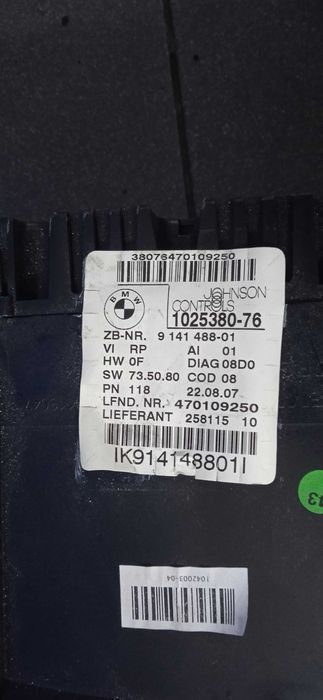 38076470109250
BMW
JOHNSON
CONTROLS
1025380-76
ZB-NR. 9 141 488-01
VI RP AI 01
HW 0F DIAG 08D0
SW 73.50.80 COD 08
PN 118 22.08.07
LFND. NR. 470109250
LIEFERANT 258115 10
IK914148801I
1042003-04